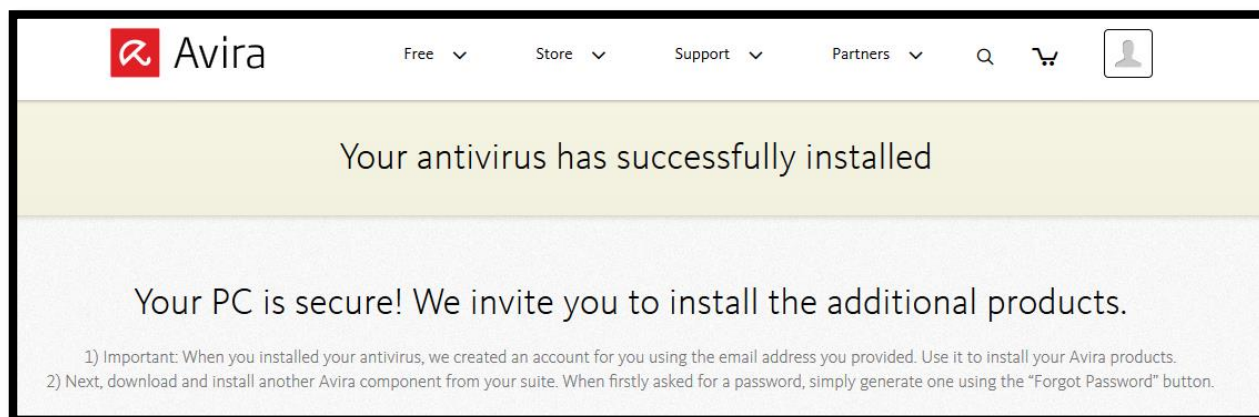 Avira Free Store Support Partners
Your antivirus has successfully installed
Your PC is secure! We invite you to install the additional products.
1) Important: When you installed your antivirus, we created an account for you using the email address you provided. Use it to install your Avira products.
2) Next, download and install another Avira component from your suite. When firstly asked for a password, simply generate one using the “Forgot Password” button.